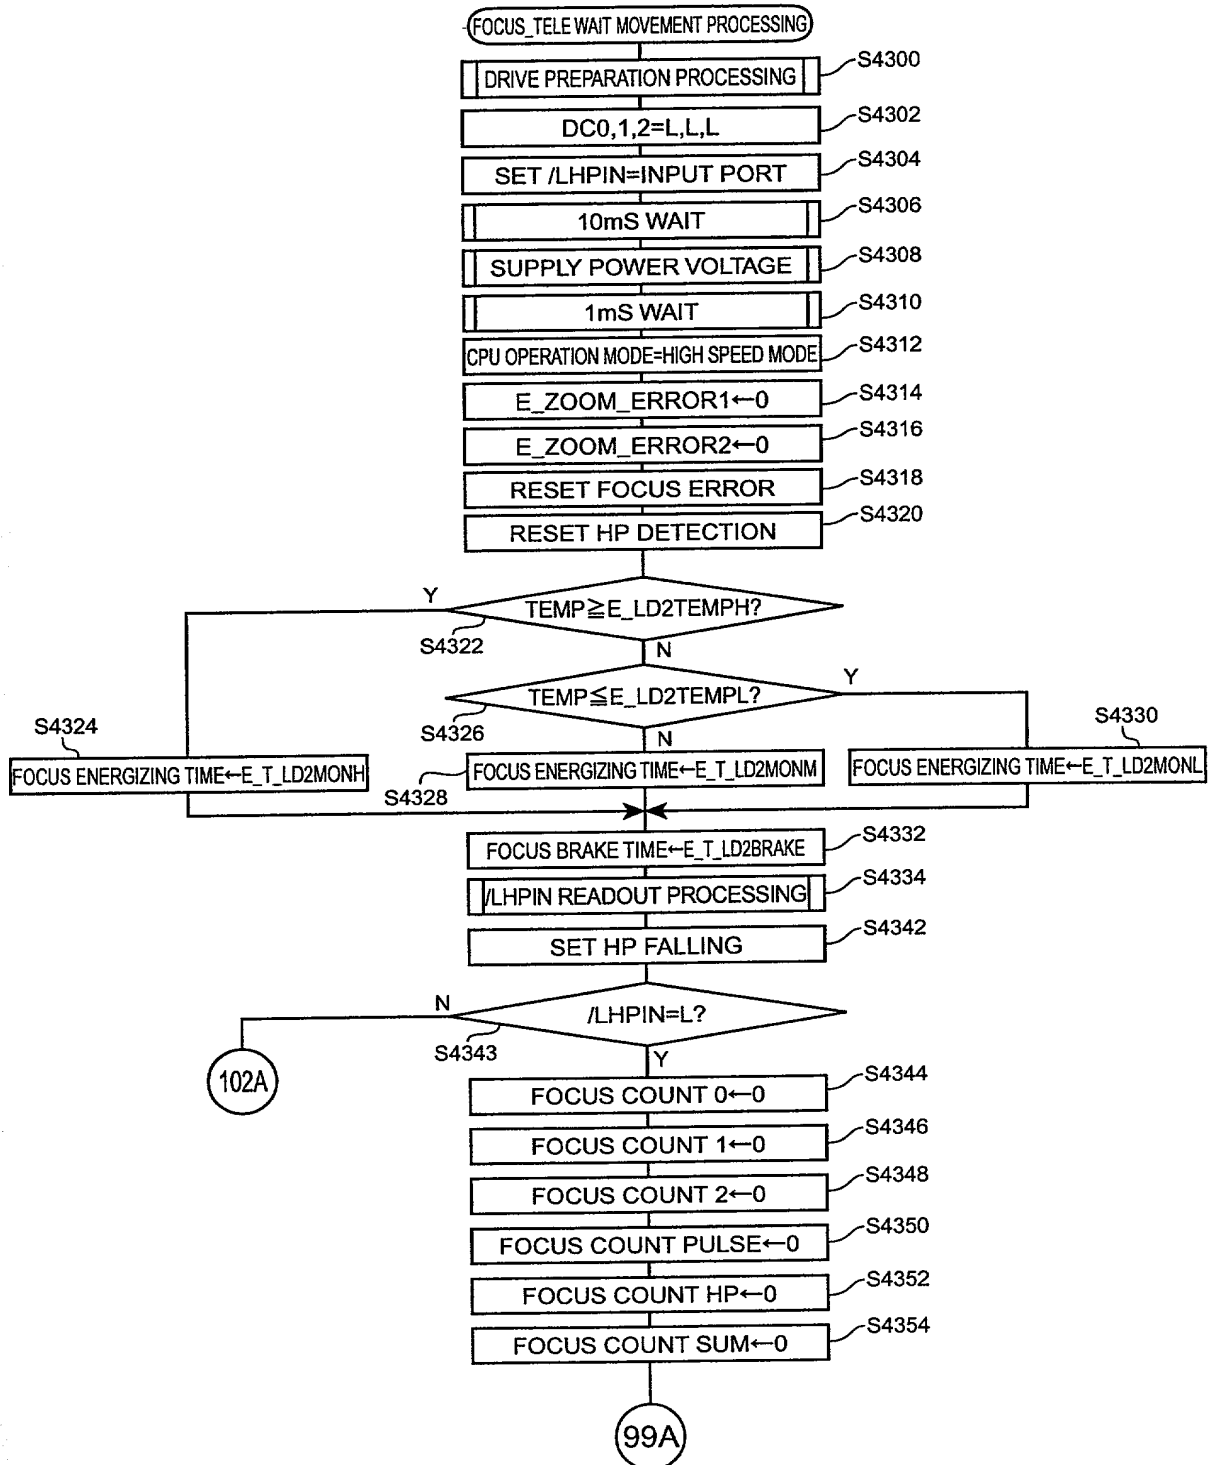 FOCUS_TELE WAIT MOVEMENT PROCESSING
DRIVE PREPARATION PROCESSING
S4300
DC0,1,2=L,L,L
S4302
SET /LHPIN=INPUT PORT
S4304
10mS WAIT
S4306
SUPPLY POWER VOLTAGE
S4308
1mS WAIT
S4310
CPU OPERATION MODE=HIGH SPEED MODE
S4312
E_ZOOM_ERROR1←0
S4314
E_ZOOM_ERROR2←0
S4316
RESET FOCUS ERROR
S4318
RESET HP DETECTION
S4320
Y
TEMP≧E_LD2TEMPH?
S4322
N
TEMP≦E_LD2TEMPL?
Y
S4326
N
S4324
FOCUS ENERGIZING TIME←E_T_LD2MONH
FOCUS ENERGIZING TIME←E_T_LD2MONM
S4328
S4330
FOCUS ENERGIZING TIME←E_T_LD2MONL
FOCUS BRAKE TIME←E_T_LD2BRAKE
S4332
/LHPIN READOUT PROCESSING
S4334
SET HP FALLING
S4342
N
/LHPIN=L?
S4343
Y
102A
FOCUS COUNT 0←0
S4344
FOCUS COUNT 1←0
S4346
FOCUS COUNT 2←0
S4348
FOCUS COUNT PULSE←0
S4350
FOCUS COUNT HP←0
S4352
FOCUS COUNT SUM←0
S4354
99A